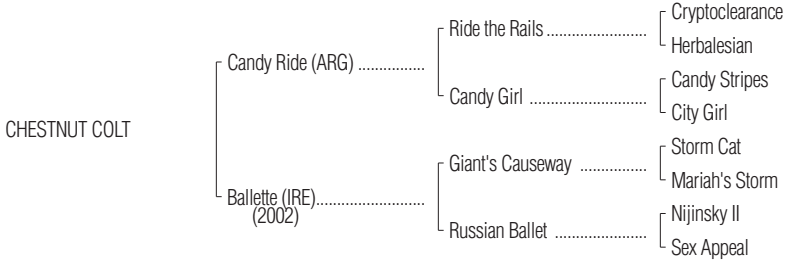 Cryptoclearance
Ride the Rails ........................
Herbalesian
Candy Ride (ARG) ................
Candy Stripes
Candy Girl ............................
City Girl
CHESTNUT COLT
Storm Cat
Giant's Causeway ................
Mariah's Storm
Ballette (IRE)..........................
(2002)
Nijinsky II
Russian Ballet ......................
Sex Appeal